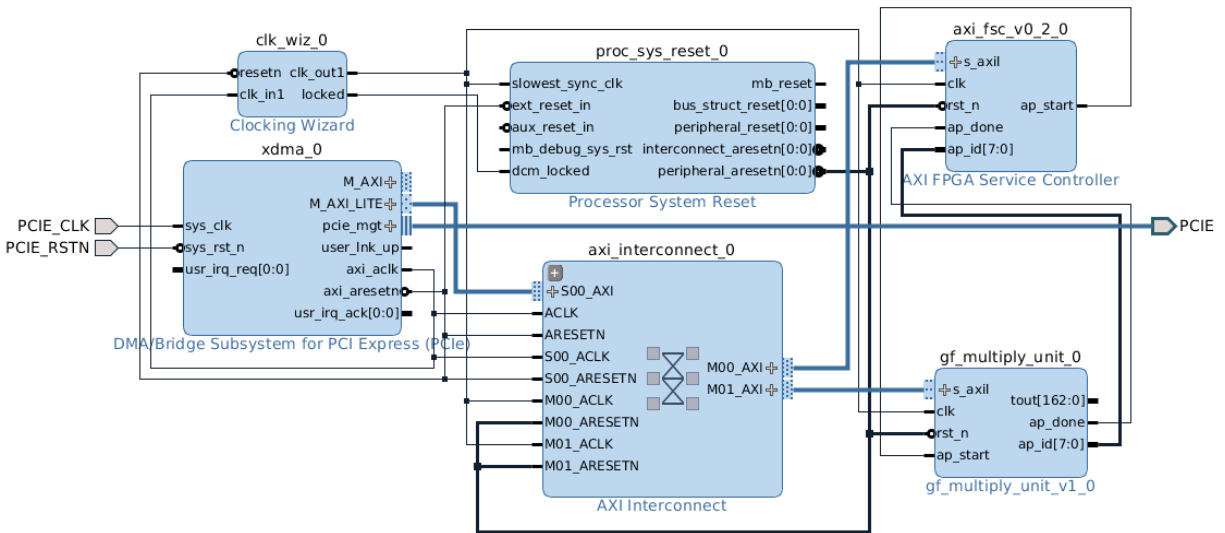 clk_wiz_0
resetn clk_out1
clk_in1 locked
Clocking Wizard
proc_sys_reset_0
slowest_sync_clk mb_reset
ext_reset_in bus_struct_reset[0:0]
aux_reset_in peripheral_reset[0:0]
mb_debug_sys_rst interconnect_aresetn[0:0]
dcm_locked peripheral_aresetn[0:0]
Processor System Reset
axi_fsc_v0_2_0
s_axil
clk
rst_n ap_start
ap_done
ap_id[7:0]
AXI FPGA Service Controller
xdma_0
M_AXI
M_AXI_LITE
PCIE_CLK
sys_clk pcie_mgt
PCIE_RSTN
sys_rst_n user_lnk_up
usr_irq_req[0:0] axi_aclk
axi_aresetn
usr_irq_ack[0:0]
DMA/Bridge Subsystem for PCI Express (PCIe)
PCIE
axi_interconnect_0
S00_AXI
ACLK
ARESETN
S00_ACLK
S00_ARESETN
M00_ACLK
M00_ARESETN
M01_ACLK
M01_ARESETN
M00_AXI
M01_AXI
AXI Interconnect
gf_multiply_unit_0
s_axil tout[162:0]
clk ap_done
rst_n ap_id[7:0]
ap_start
gf_multiply_unit_v1_0